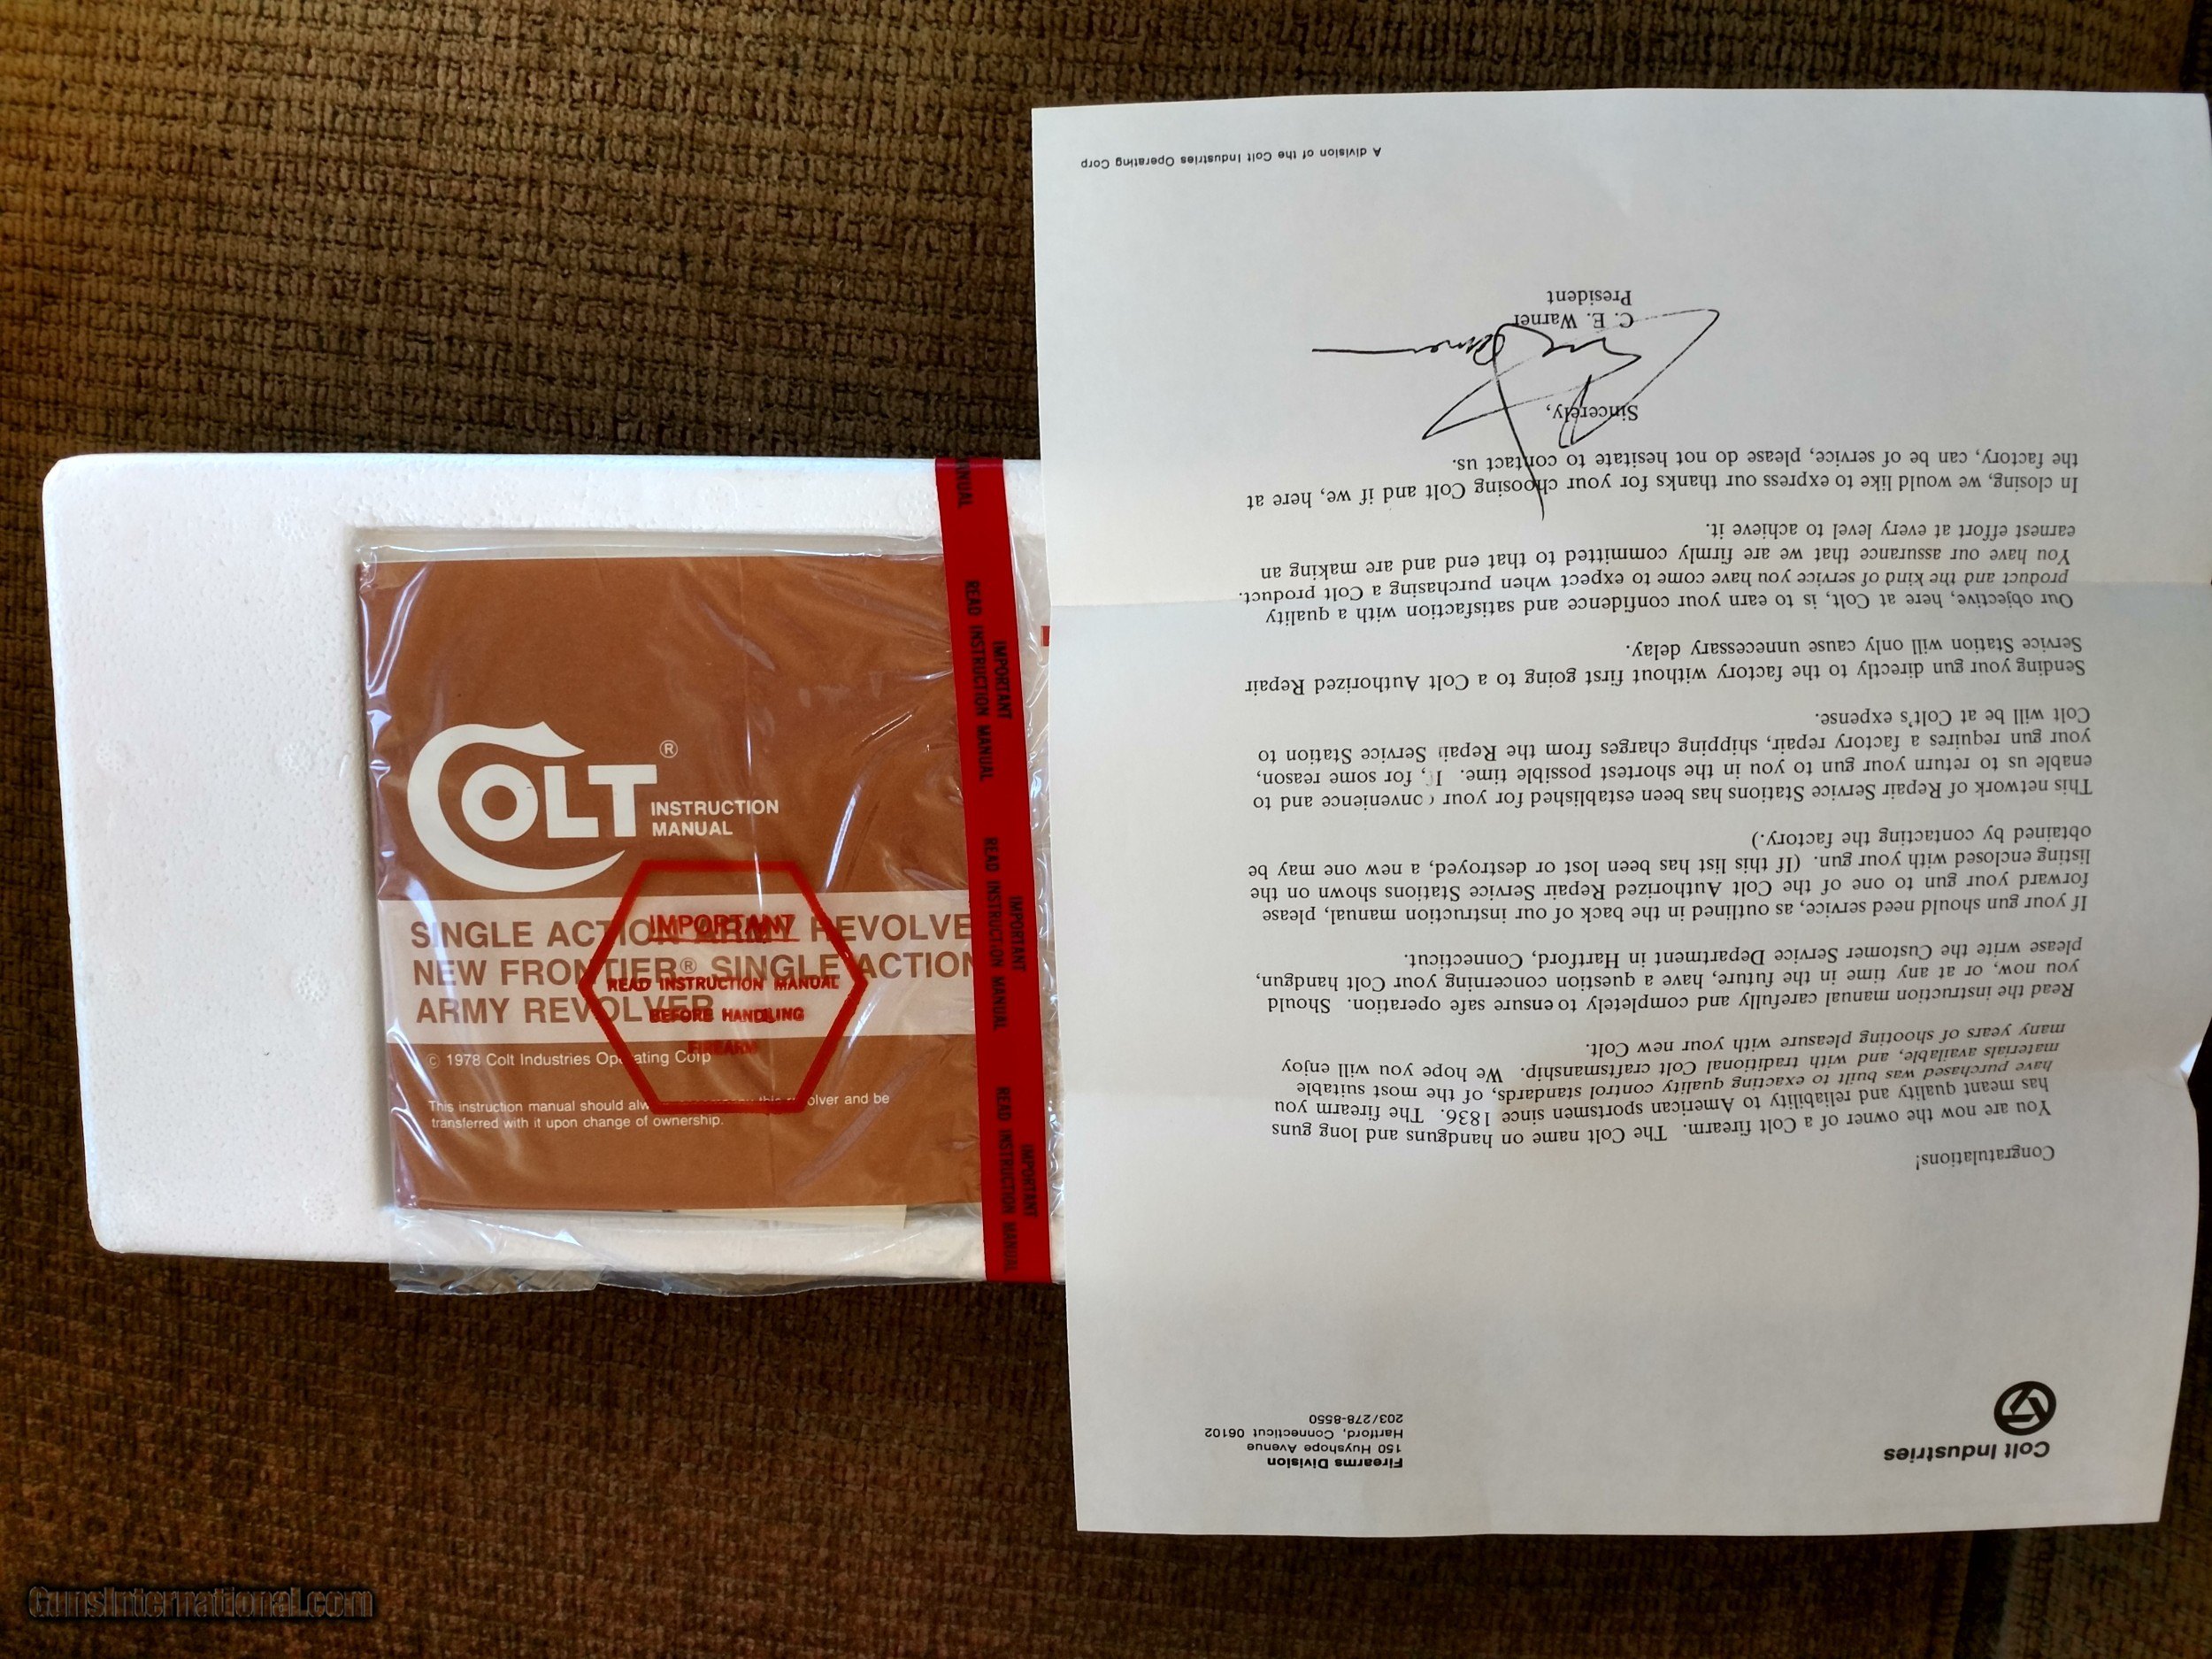 COLT®
INSTRUCTION
MANUAL
SINGLE ACTION ARMY REVOLVE
NEW FRONTIER® SINGLE ACTION
ARMY REVOLVER
© 1978 Colt Industries Operating Corp
This instruction manual should this revolver and be
transferred with it upon change of ownership.
IMPORTANT
READ INSTRUCTION MANUAL
BEFORE HANDLING
FIREARM
MANUAL
IMPORTANT
READ INSTRUCTION MANUAL
IMPORTANT
READ INSTRUCTION MANUAL
IMPORTANT
READ INSTRUCTION MANUAL
Colt Industries
Firearms Division
150 Huyshope Avenue
Hartford, Connecticut 06102
203/278-8550
Congratulations!
You are now the owner of a Colt firearm. The Colt name on handguns and long guns
has meant quality and reliability to American sportsmen since 1836. The firearm you
have purchased was built to exacting quality control standards, of the most suitable
materials available, and with traditional Colt craftsmanship. We hope you will enjoy
many years of shooting pleasure with your new Colt.
Read the instruction manual carefully and completely to ensure safe operation. Should
you now, or at any time in the future, have a question concerning your Colt handgun,
please write the Customer Service Department in Hartford, Connecticut.
If your gun should need service, as outlined in the back of our instruction manual, please
forward your gun to one of the Colt Authorized Repair Service Stations shown on the
listing enclosed with your gun. (If this list has been lost or destroyed, a new one may be
obtained by contacting the factory.)
This network of Repair Service Stations has been established for your convenience and to
enable us to return your gun to you in the shortest possible time. If, for some reason,
your gun requires a factory repair, shipping charges from the Repair Service Station to
Colt will be at Colt's expense.
Sending your gun directly to the factory without first going to a Colt Authorized Repair
Service Station will only cause unnecessary delay.
Our objective, here at Colt, is to earn your confidence and satisfaction with a quality
product and the kind of service you have come to expect when purchasing a Colt product.
You have our assurance that we are firmly committed to that end and are making an
earnest effort at every level to achieve it.
In closing, we would like to express our thanks for your choosing Colt and if we, here at
the factory, can be of service, please do not hesitate to contact us.
Sincerely,
C. E. Warner
President
A division of the Colt Industries Operating Corp
GunsInternational.com